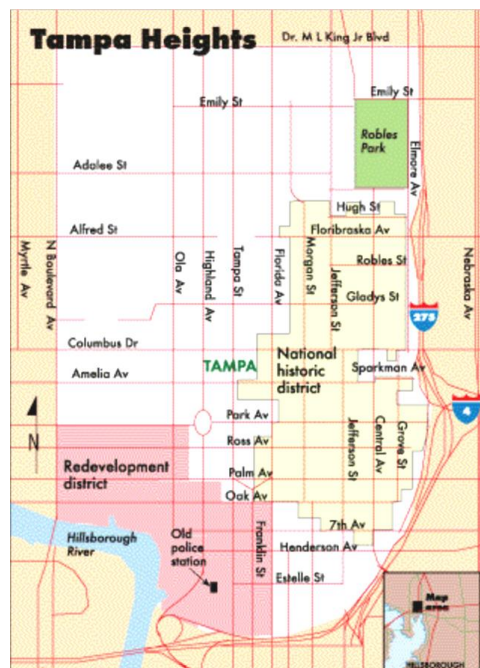 Tampa Heights
Dr. M L King Jr Blvd
Emily St
Emily St
Robles
Park
Elmore Av
Adalee St
Hugh St
Alfred St
Floribraska Av
Myrtle Av
N Boulevard Av
Ola Av
Highland Av
Tampa St
Florida Av
Morgan St
Jefferson St
Robles St
Nebraska Av
Gladys St
275
Columbus Dr
TAMPA
National
historic
district
Sparkman Av
Amelia Av
4
N
Park Av
Ross Av
Jefferson St
Central Av
Grove St
Redevelopment
district
Palm Av
Oak Av
7th Av
Hillsborough
River
Old
police
station
Franklin St
Henderson Av
Estelle St
Map
area
HILLSBOROUGH